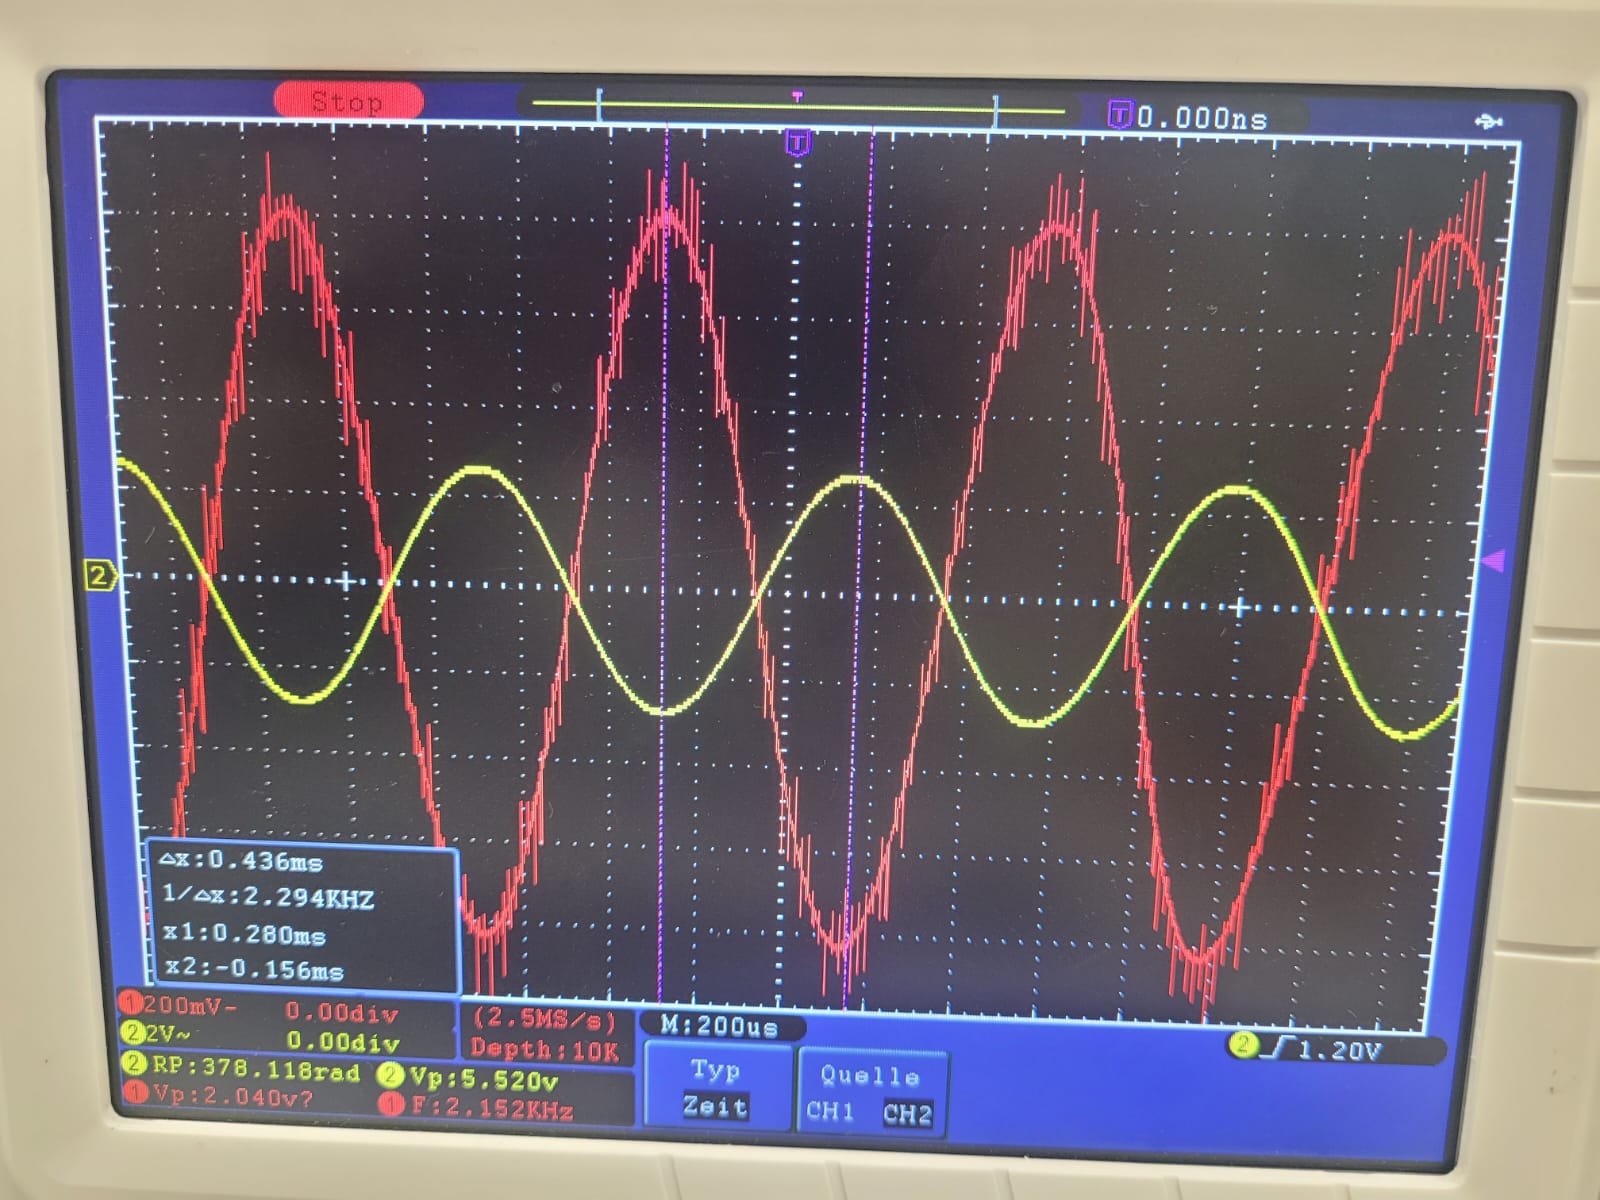 Stop
T
T 0.000ns
T
2
△x:0.436ms
1/△x:2.294KHZ
x1:0.280ms
x2:-0.156ms
1 200mV- 0.00div
2 2V~ 0.00div
(2.5MS/s)
Depth:10K
M:200us
2 1.20V
2 RP:378.118rad 2 Vp:5.520v
1 Vp:2.040v? 1 F:2.152KHz
Typ
Zeit
Quelle
CH1 CH2